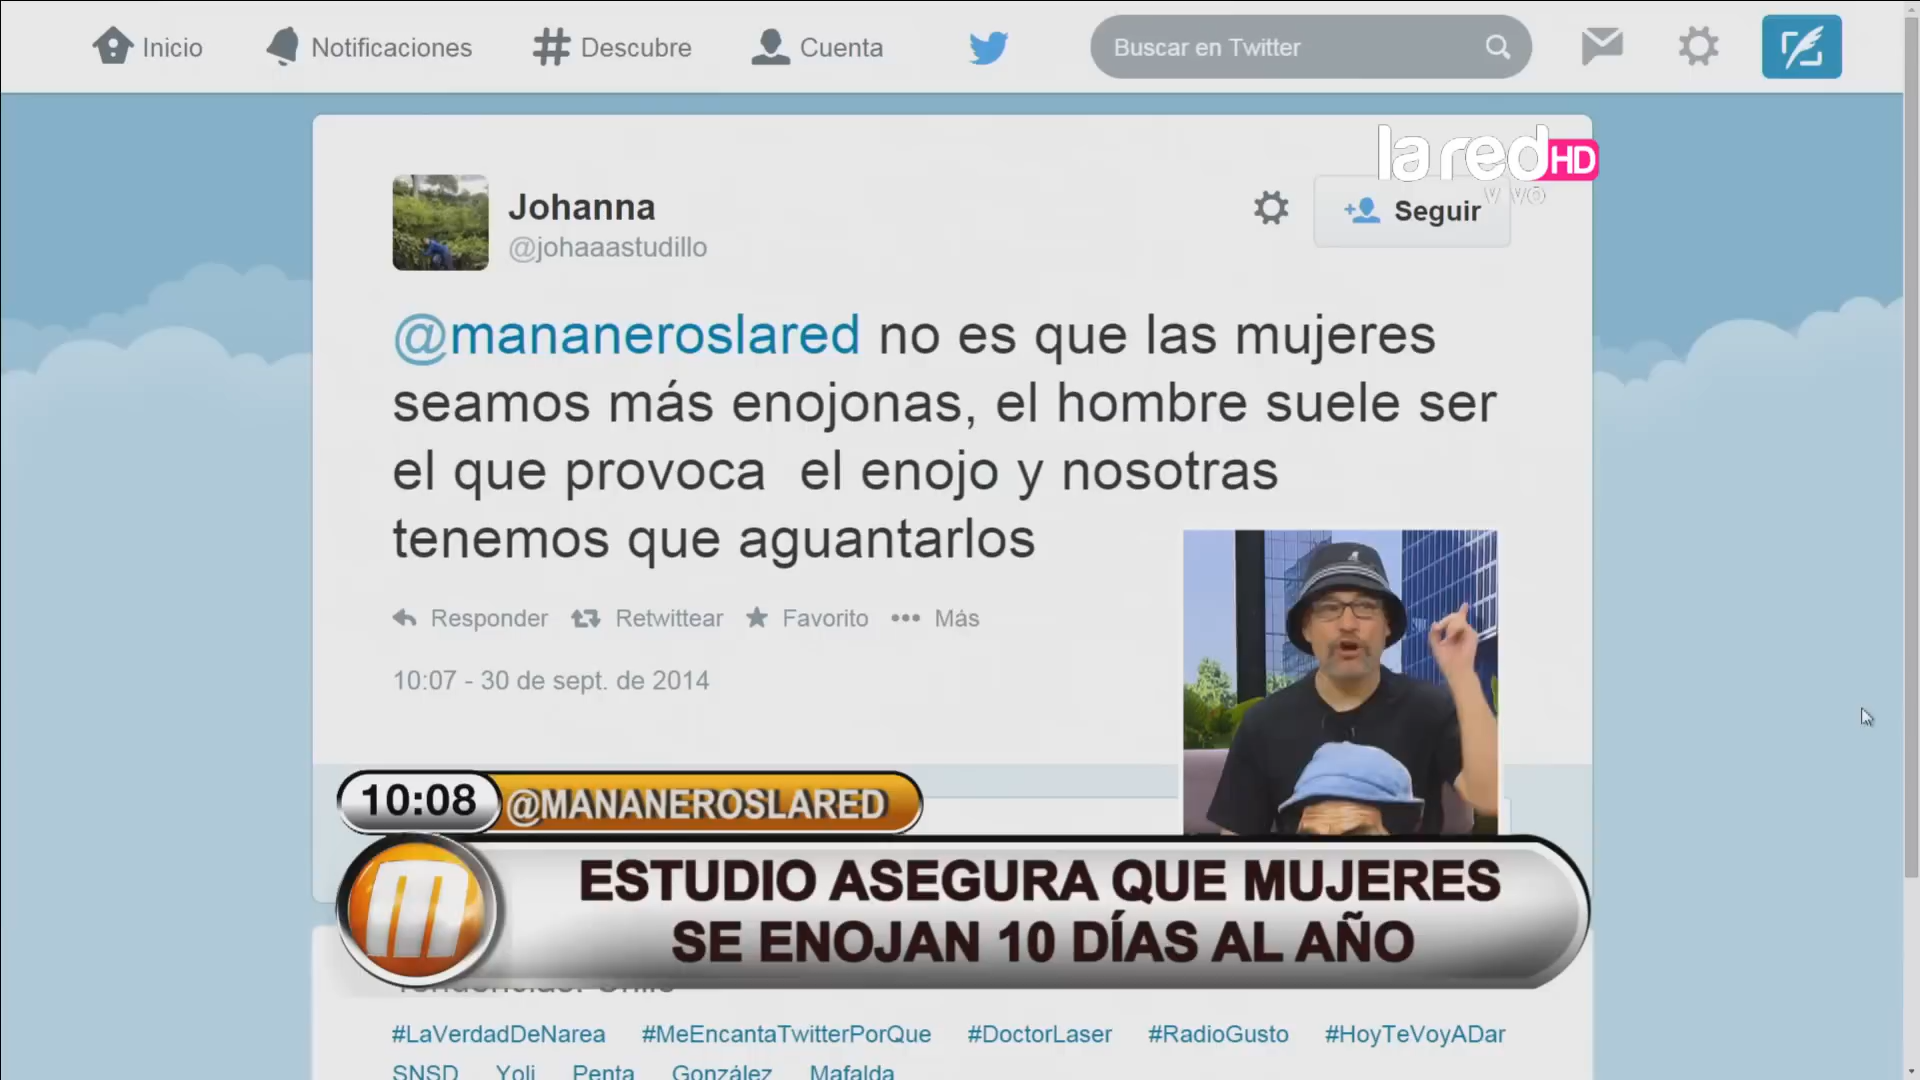 Inicio
Notificaciones
Descubre
Cuenta
Buscar en Twitter
la red HD
VIVO
Johanna
@johaaastudillo
Seguir
@mananeroslared no es que las mujeres
seamos más enojonas, el hombre suele ser
el que provoca  el enojo y nosotras
tenemos que aguantarlos
Responder
Retwittear
Favorito
Más
10:07 - 30 de sept. de 2014
10:08
@MANANEROSLARED
m
ESTUDIO ASEGURA QUE MUJERES
SE ENOJAN 10 DÍAS AL AÑO
#LaVerdadDeNarea #MeEncantaTwitterPorQue #DoctorLaser #RadioGusto #HoyTeVoyADar
SNSD Yoli Penta González Mafalda